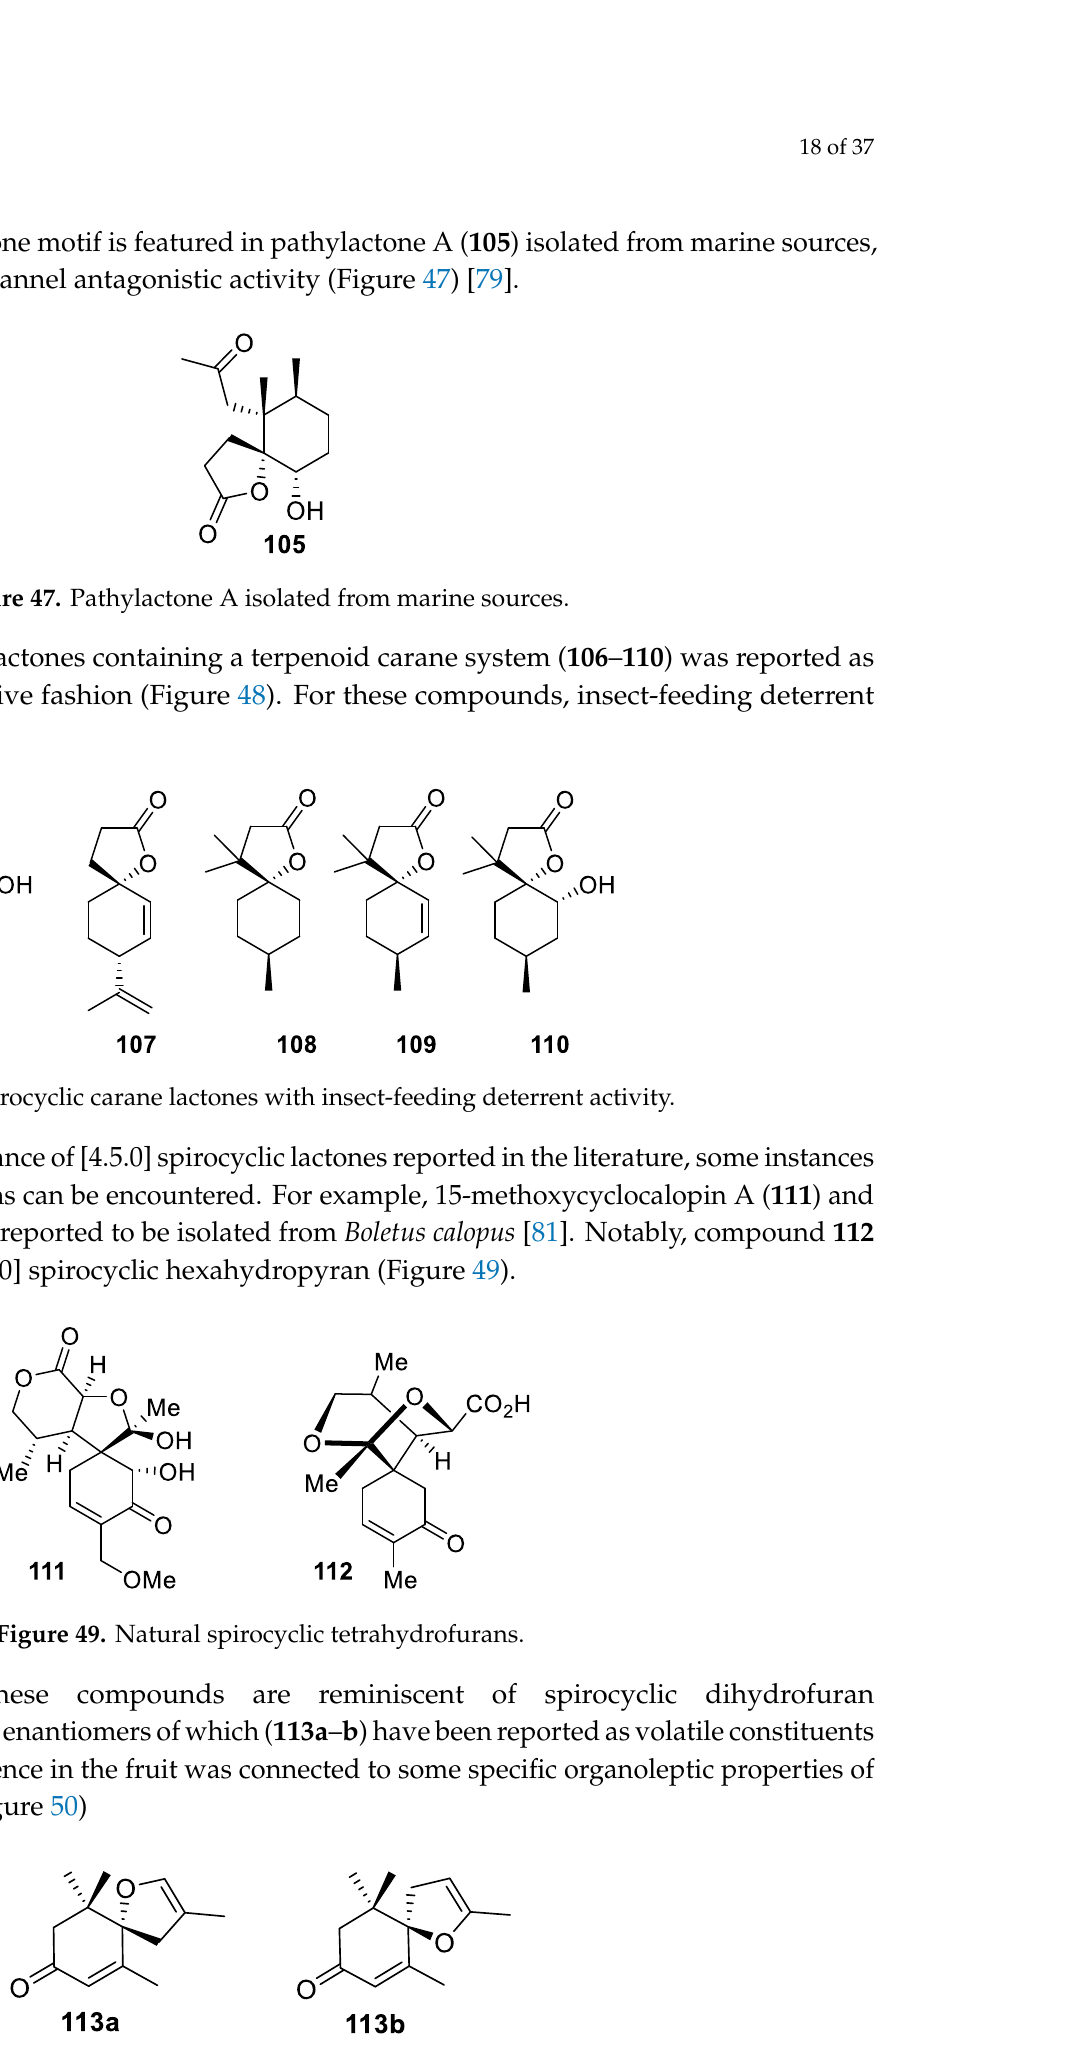 18 of 37
one motif is featured in pathylactone A (105) isolated from marine sources,
annel antagonistic activity (Figure 47) [79].
O
O
OH
O
105
re 47. Pathylactone A isolated from marine sources.
actones containing a terpenoid carane system (106–110) was reported as
ive fashion (Figure 48). For these compounds, insect-feeding deterrent
O O O O
O O O O
OH OH
107 108 109 110
rocyclic carane lactones with insect-feeding deterrent activity.
ance of [4.5.0] spirocyclic lactones reported in the literature, some instances
ns can be encountered. For example, 15-methoxycyclocalopin A (111) and
reported to be isolated from Boletus calopus [81]. Notably, compound 112
0] spirocyclic hexahydropyran (Figure 49).
O
H Me
O O Me O CO2H
OH O
Me H OH Me H
O O
111 OMe 112 Me
Figure 49. Natural spirocyclic tetrahydrofurans.
hese compounds are reminiscent of spirocyclic dihydrofuran
enantiomers of which (113a–b) have been reported as volatile constituents
ence in the fruit was connected to some specific organoleptic properties of
gure 50)
O
O
O O
113a 113b